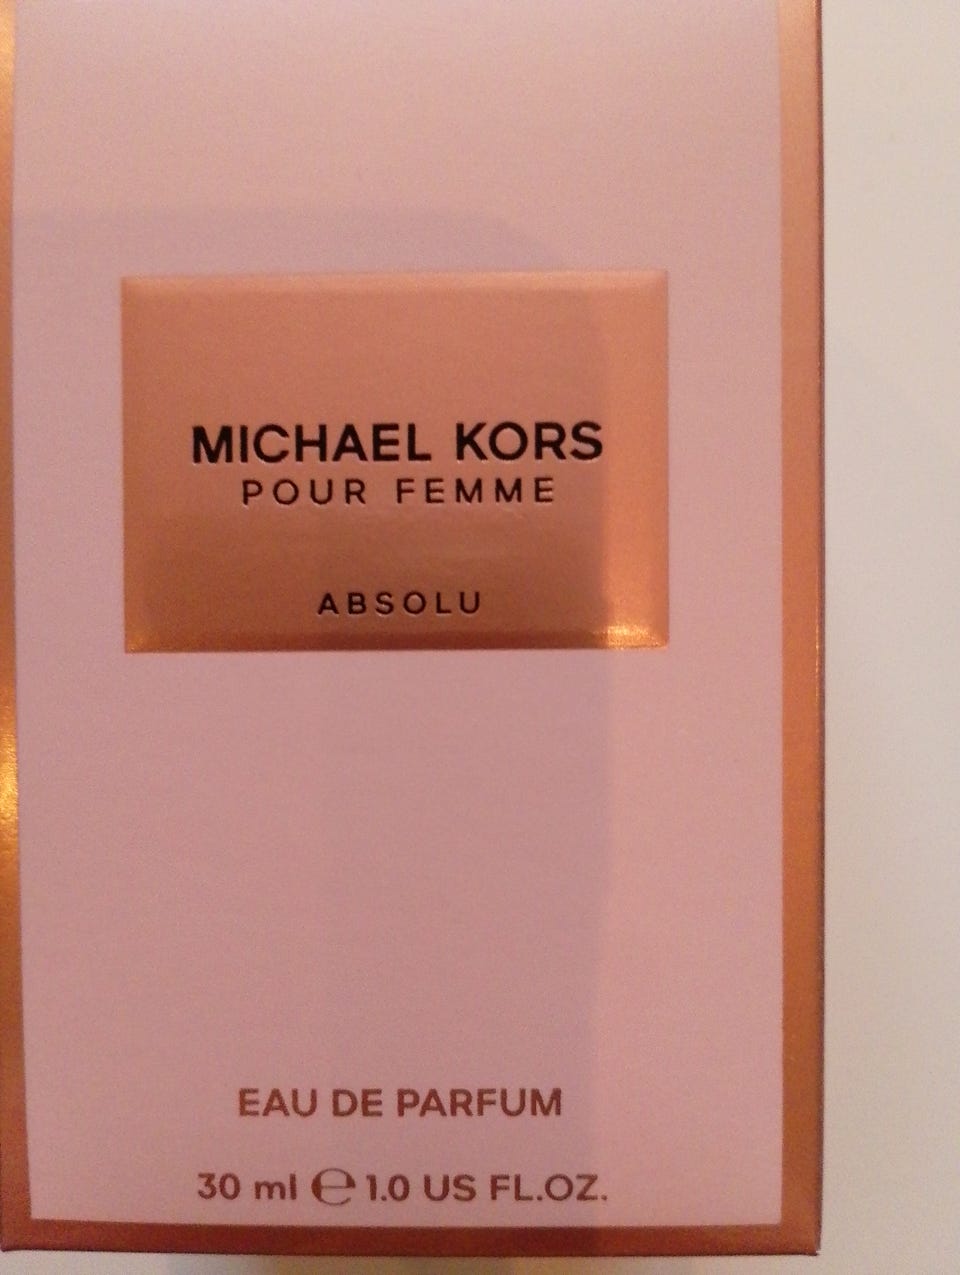 MICHAEL KORS
POUR FEMME
ABSOLU
EAU DE PARFUM
30 ml ℮ 1.0 US FL.OZ.